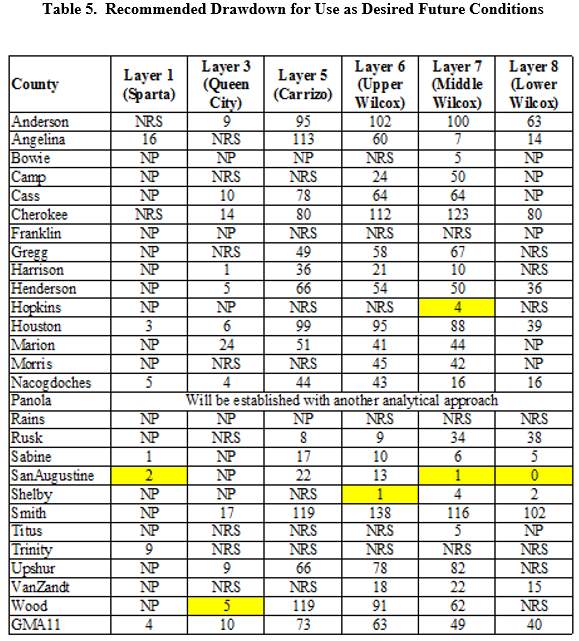 Table 5.  Recommended Drawdown for Use as Desired Future Conditions
County | Layer 1 (Sparta) | Layer 3 (Queen City) | Layer 5 (Carrizo) | Layer 6 (Upper Wilcox) | Layer 7 (Middle Wilcox) | Layer 8 (Lower Wilcox)
Anderson | NRS | 9 | 95 | 102 | 100 | 63
Angelina | 16 | NRS | 113 | 60 | 7 | 14
Bowie | NP | NP | NP | NRS | 5 | NP
Camp | NP | NRS | NRS | 24 | 50 | NP
Cass | NP | 10 | 78 | 64 | 64 | NP
Cherokee | NRS | 14 | 80 | 112 | 123 | 80
Franklin | NP | NP | NRS | NRS | NRS | NP
Gregg | NP | NRS | 49 | 58 | 67 | NRS
Harrison | NP | 1 | 36 | 21 | 10 | NRS
Henderson | NP | 5 | 66 | 54 | 50 | 36
Hopkins | NP | NP | NRS | NRS | 4 | NRS
Houston | 3 | 6 | 99 | 95 | 88 | 39
Marion | NP | 24 | 51 | 41 | 44 | NP
Morris | NP | NRS | NRS | 45 | 42 | NP
Nacogdoches | 5 | 4 | 44 | 43 | 16 | 16
Panola | Will be established with another analytical approach
Rains | NP | NP | NP | NRS | NRS | NRS
Rusk | NP | NRS | 8 | 9 | 34 | 38
Sabine | 1 | NP | 17 | 10 | 6 | 5
SanAugustine | 2 | NP | 22 | 13 | 1 | 0
Shelby | NP | NP | NRS | 1 | 4 | 2
Smith | NP | 17 | 119 | 138 | 116 | 102
Titus | NP | NRS | NRS | NRS | 5 | NP
Trinity | 9 | NRS | NRS | NRS | NRS | NRS
Upshur | NP | 9 | 66 | 78 | 82 | NRS
VanZandt | NP | NRS | NRS | 18 | 22 | 15
Wood | NP | 5 | 119 | 91 | 62 | NRS
GMA11 | 4 | 10 | 73 | 63 | 49 | 40